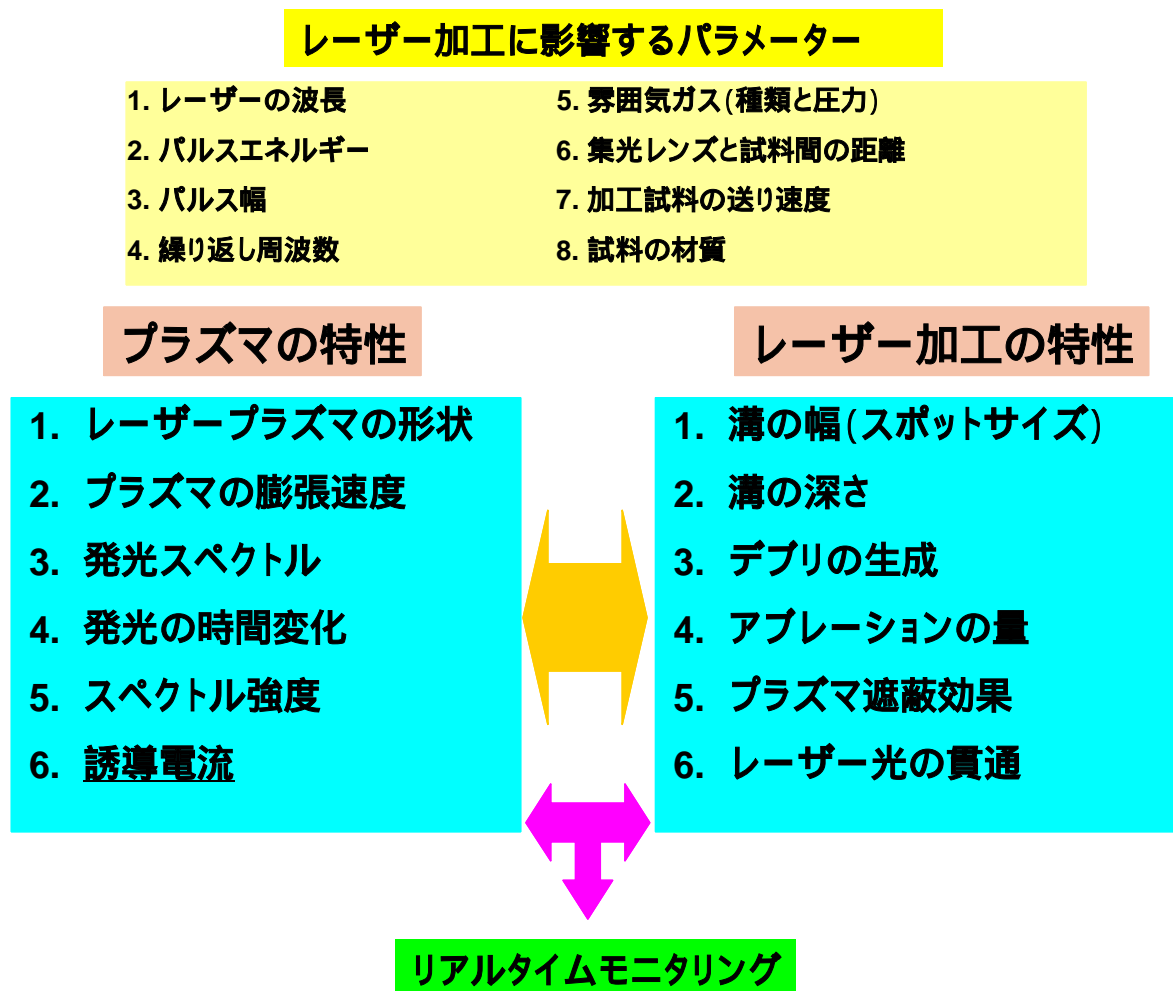 レーザー加工に影響するパラメーター
1. レーザーの波長
2. パルスエネルギー
3. パルス幅
4. 繰り返し周波数
5. 雰囲気ガス(種類と圧力)
6. 集光レンズと試料間の距離
7. 加工試料の送り速度
8. 試料の材質
プラズマの特性
1. レーザープラズマの形状
2. プラズマの膨張速度
3. 発光スペクトル
4. 発光の時間変化
5. スペクトル強度
6. 誘導電流
レーザー加工の特性
1. 溝の幅(スポットサイズ)
2. 溝の深さ
3. デブリの生成
4. アブレーションの量
5. プラズマ遮蔽効果
6. レーザー光の貫通
リアルタイムモニタリング